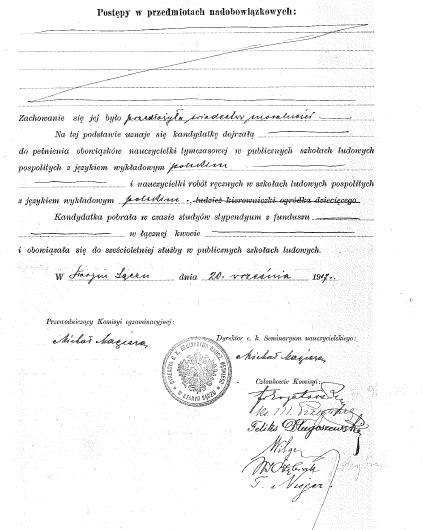 Postępy w przedmiotach nadobowiązkowych:
Zachowanie się jej było przedłożyła świadectwo moralności
Na tej podstawie uznaje się kandydatkę dojrzałą
do pełnienia obowiązków nauczycielki tymczasowej w publicznych szkołach ludowych
pospolitych z językiem wykładowym polskim
i nauczycielki robót ręcznych w szkołach ludowych pospolitych
z językiem wykładowym polskim, tudzież kierowniczki ogródka dziecięcego
Kandydatka pobrała w czasie studyów stypendyum z funduszu
w łącznej kwocie
i obowiązała się do sześcioletniej służby w publicznych szkołach ludowych.
W Starym Sączu dnia 20. września 1917.
Przewodniczący Komisyi egzaminacyjnej:
Dyrektor c. k. Seminaryum nauczycielskiego:
Michał Magiera
Michał Magiera
W STARYM SĄCZU
Członkowie Komisyi:
Feliks Długoszewski